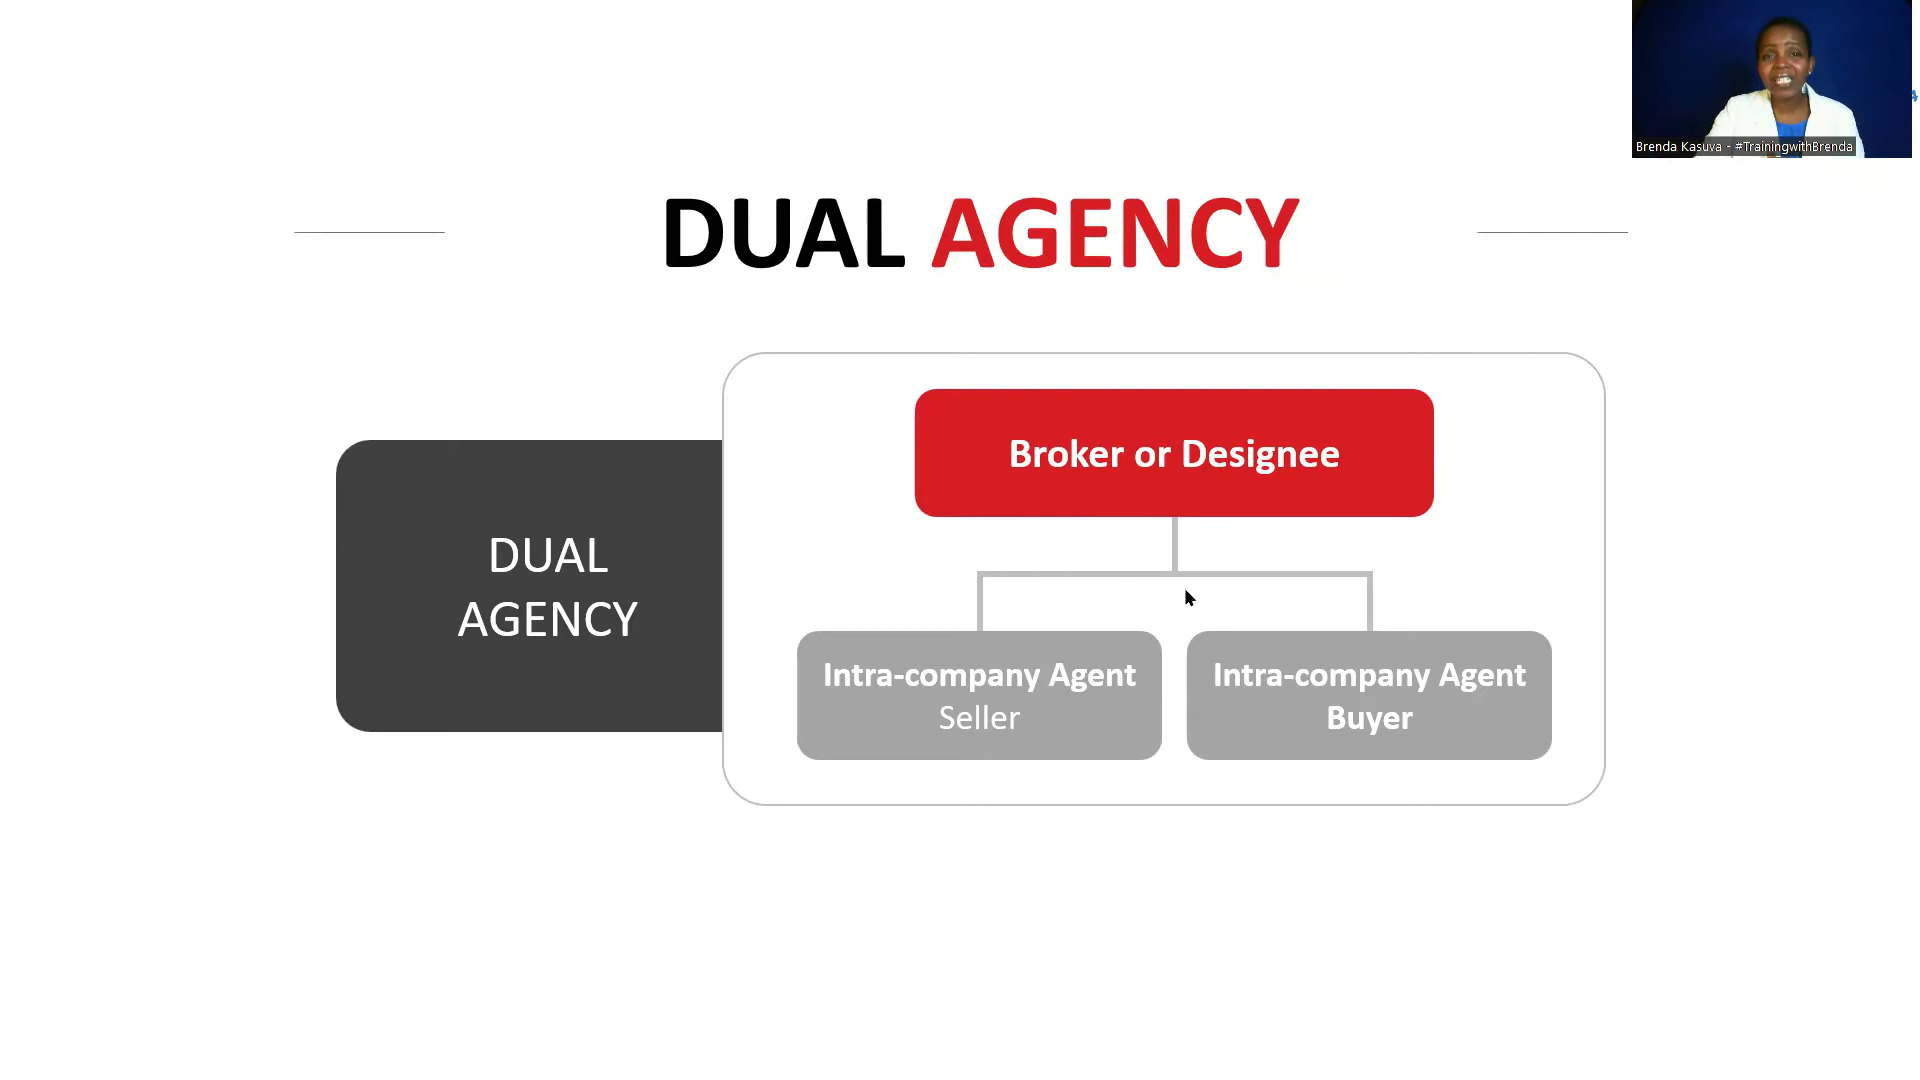 Brenda Kasuva - #TrainingwithBrenda
DUAL AGENCY
DUAL
AGENCY
Broker or Designee
Intra-company Agent
Seller
Intra-company Agent
Buyer